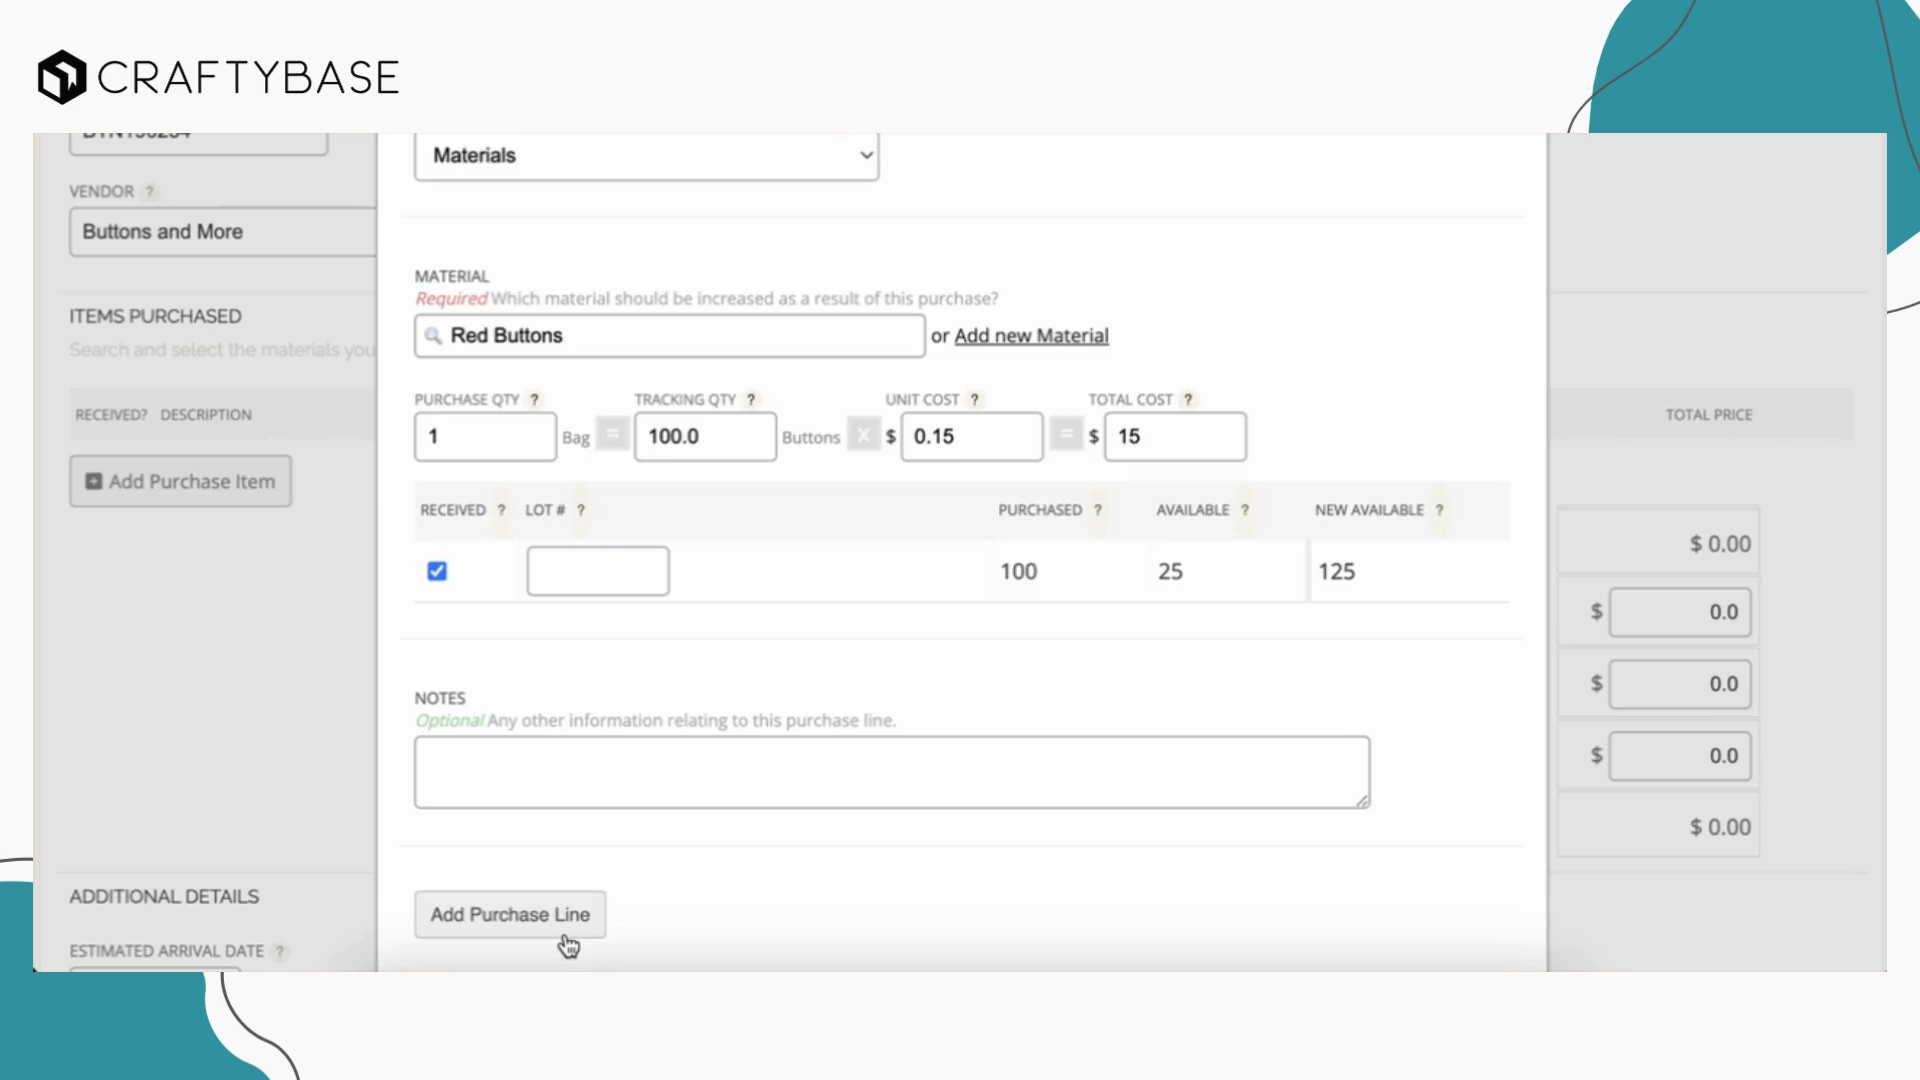 CRAFTYBASE
Materials
VENDOR ?
Buttons and More
ITEMS PURCHASED
Search and select the materials you
RECEIVED? DESCRIPTION
Add Purchase Item
ADDITIONAL DETAILS
ESTIMATED ARRIVAL DATE ?
MATERIAL
Required Which material should be increased as a result of this purchase?
Red Buttons or Add new Material
PURCHASE QTY ? TRACKING QTY ? UNIT COST ? TOTAL COST ?
1 Bag = 100.0 Buttons X $ 0.15 = $ 15
RECEIVED ? LOT # ? PURCHASED ? AVAILABLE ? NEW AVAILABLE ?
100 25 125
NOTES
Optional Any other information relating to this purchase line.
Add Purchase Line
TOTAL PRICE
$ 0.00
$ 0.0
$ 0.0
$ 0.0
$ 0.00